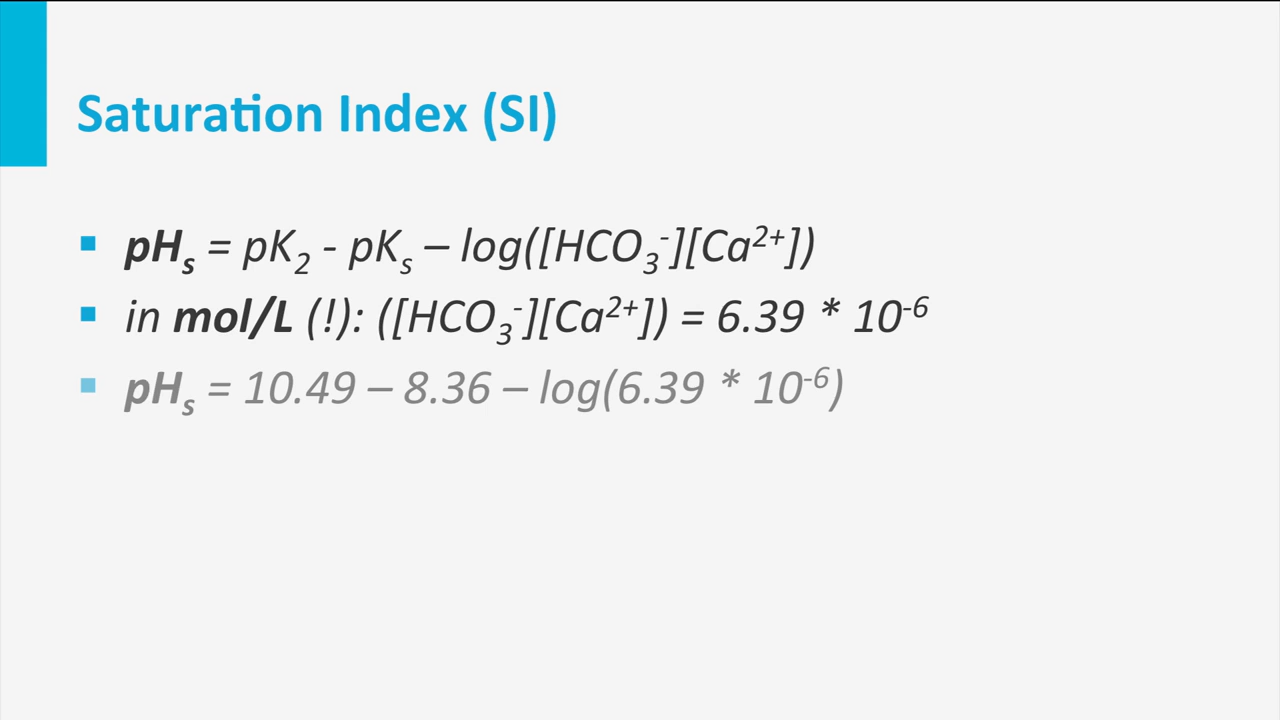 Saturation Index (SI)
▪ pHₛ = pK₂ - pKₛ – log([HCO₃⁻][Ca²⁺])
▪ in mol/L (!): ([HCO₃⁻][Ca²⁺]) = 6.39 * 10⁻⁶
▪ pHₛ = 10.49 – 8.36 – log(6.39 * 10⁻⁶)